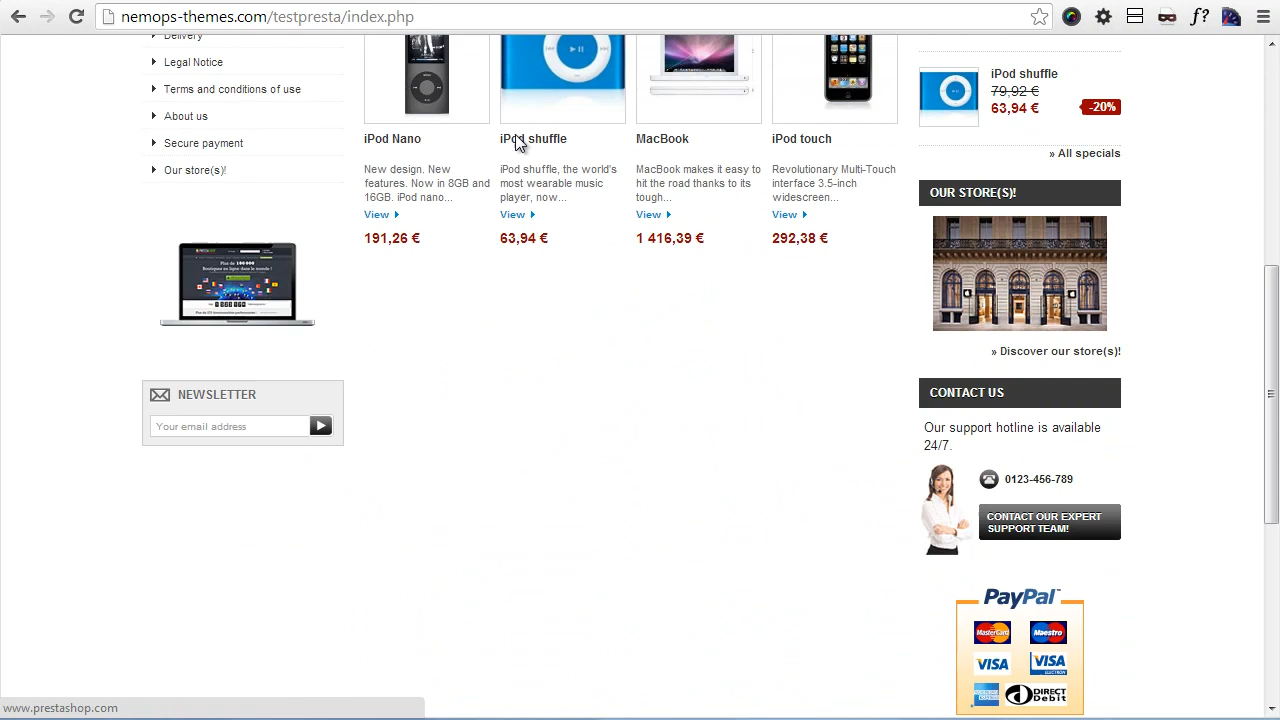 nemops-themes.com/testpresta/index.php
Delivery
Legal Notice
Terms and conditions of use
About us
Secure payment
Our store(s)!
NEWSLETTER
Your email address
iPod Nano
New design. New
features. Now in 8GB and
16GB. iPod nano...
View
191,26 €
iPod shuffle
iPod shuffle, the world's
most wearable music
player, now...
View
63,94 €
MacBook
MacBook makes it easy to
hit the road thanks to its
tough...
View
1 416,39 €
iPod touch
Revolutionary Multi-Touch
interface 3.5-inch
widescreen...
View
292,38 €
iPod shuffle
79,92 €
63,94 €
-20%
» All specials
OUR STORE(S)!
» Discover our store(s)!
CONTACT US
Our support hotline is available
24/7.
0123-456-789
CONTACT OUR EXPERT
SUPPORT TEAM!
PayPal
MasterCard
Maestro
VISA
VISA
ELECTRON
DIRECT
Debit
www.prestashop.com